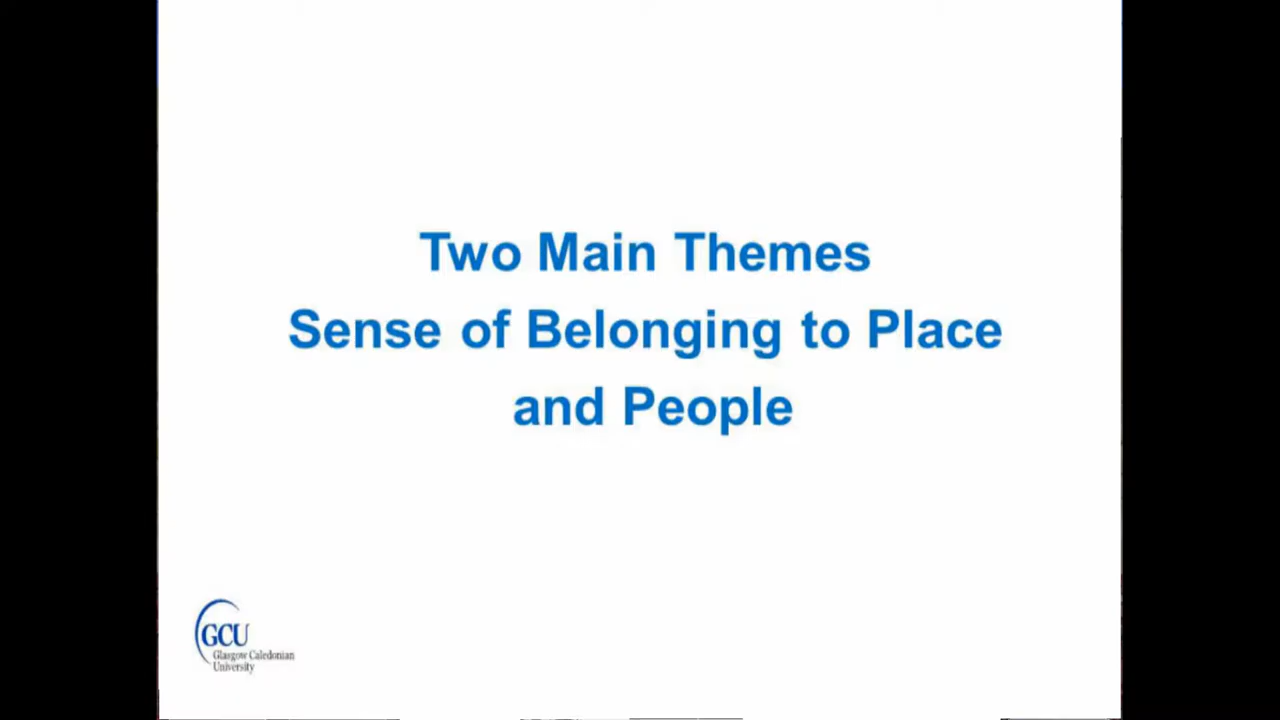 Two Main Themes
Sense of Belonging to Place
and People
GCU
Glasgow Caledonian
University